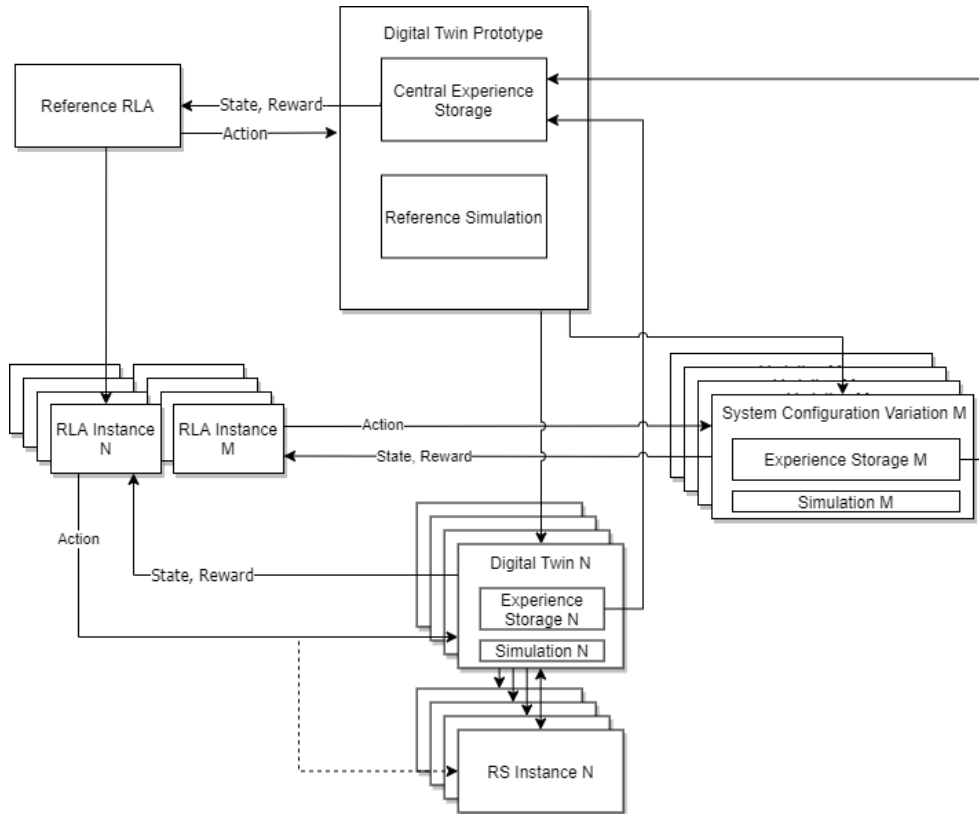 Digital Twin Prototype
Central Experience
Storage
Reference RLA
State, Reward
Action
Reference Simulation
RLA Instance
N
RLA Instance
M
Action
State, Reward
System Configuration Variation M
Experience Storage M
Simulation M
Action
State, Reward
Digital Twin N
Experience
Storage N
Simulation N
RS Instance N